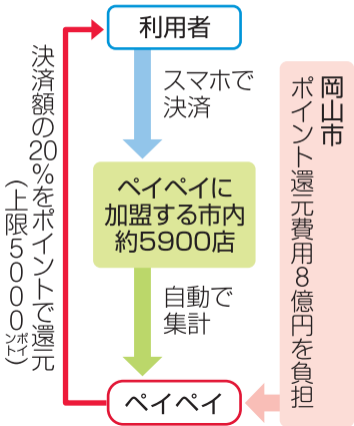 利用者
スマホで
決済
ペイペイに
加盟する市内
約5900店
自動で
集計
ペイペイ
決済額の20%をポイントで還元
(上限5000ポイント)
岡山市
ポイント還元費用8億円を負担